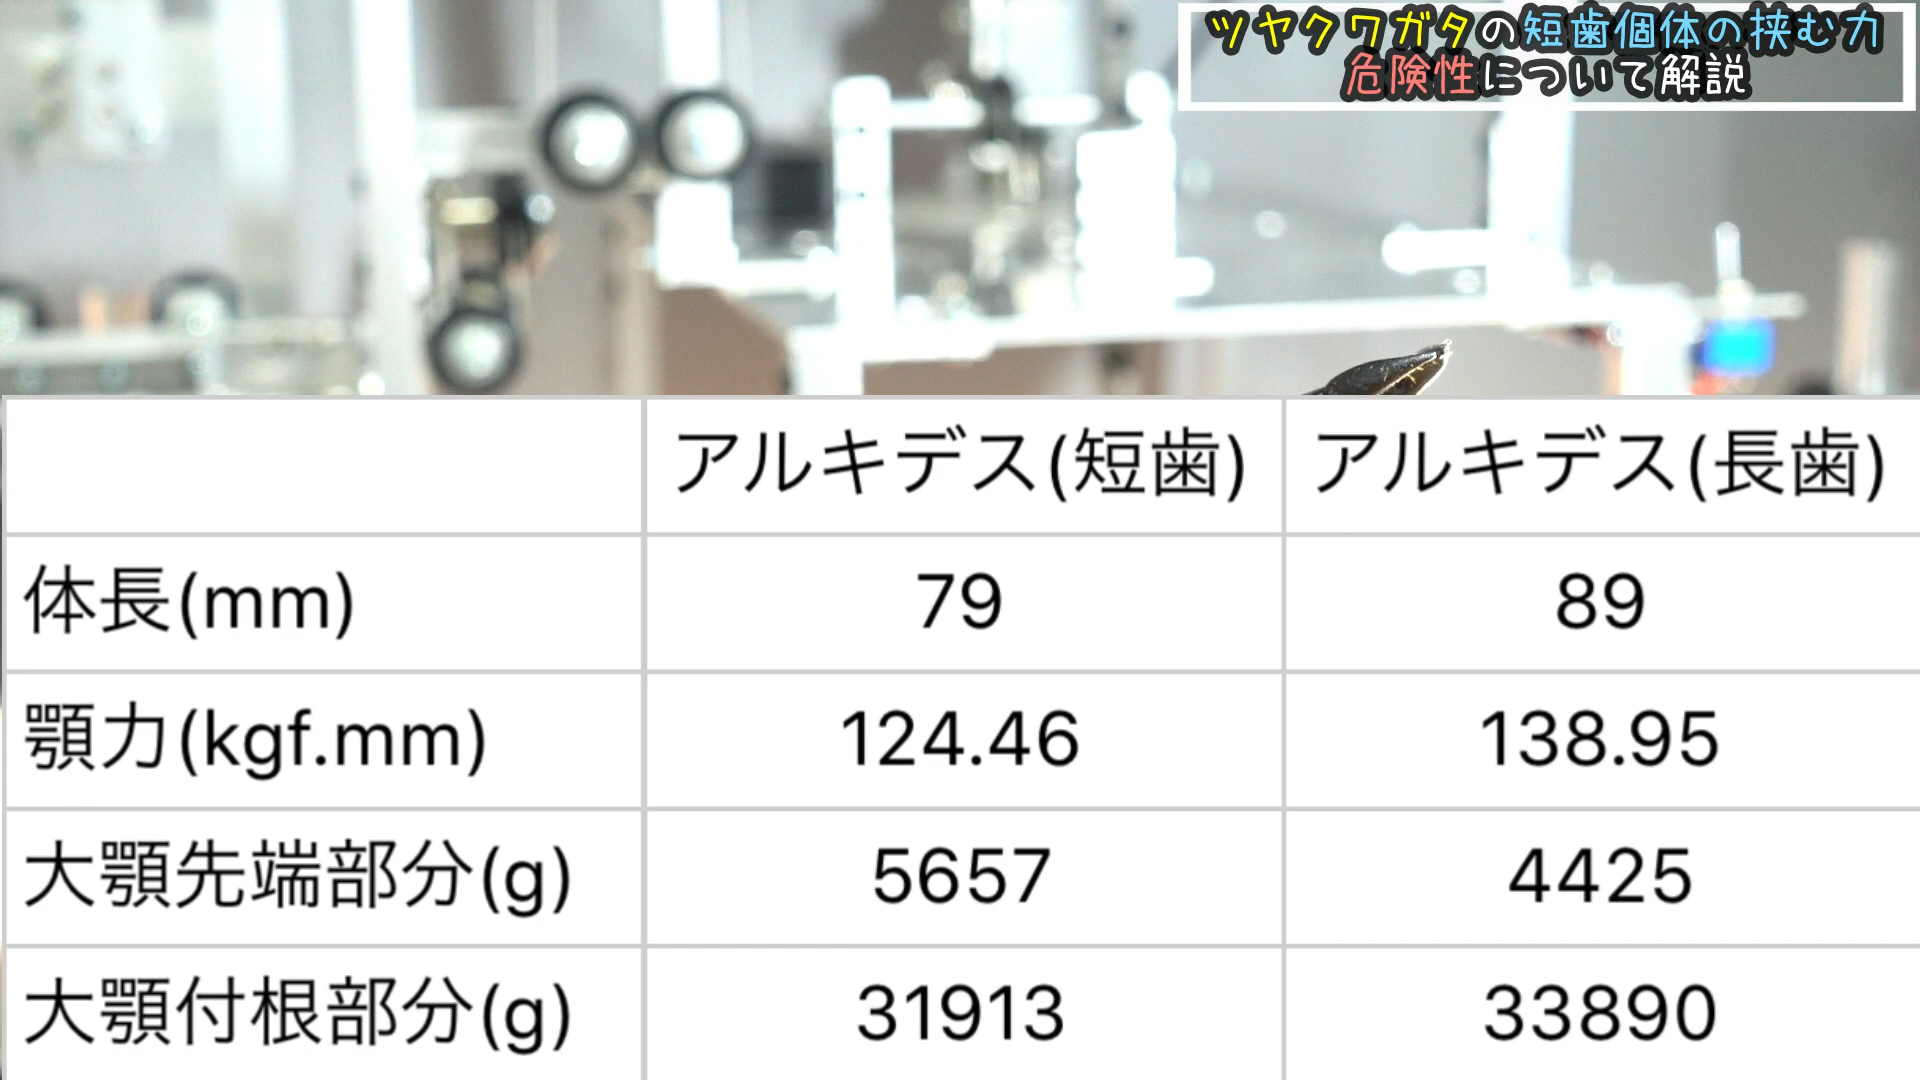 ツヤクワガタの短歯個体の挟む力
危険性について解説
アルキデス(短歯) アルキデス(長歯)
体長(mm) 79 89
顎力(kgf.mm) 124.46 138.95
大顎先端部分(g) 5657 4425
大顎付根部分(g) 31913 33890